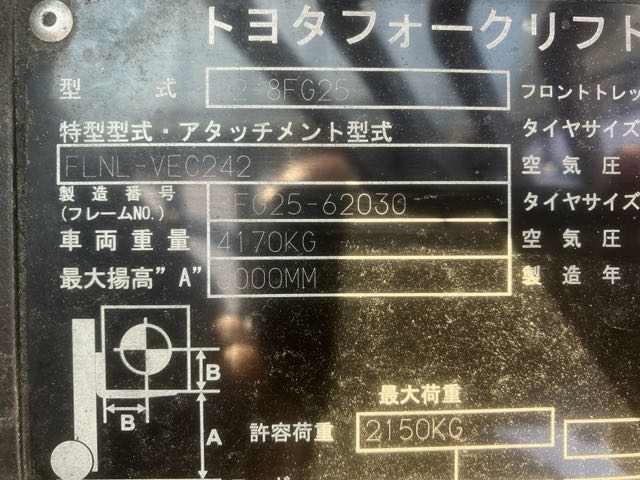 トヨタフォークリフト
型 式 02-8FG25 フロントトレッ
特型型式・アタッチメント型式 タイヤサイズ
FLNL-VEC242 空気圧
製造番号 FG25-62030 タイヤサイズ
(フレームNO.)
車両重量 4170KG 空気圧
最大揚高"A" 3000MM 製造年
B
B
A
最大荷重
許容荷重 2150KG